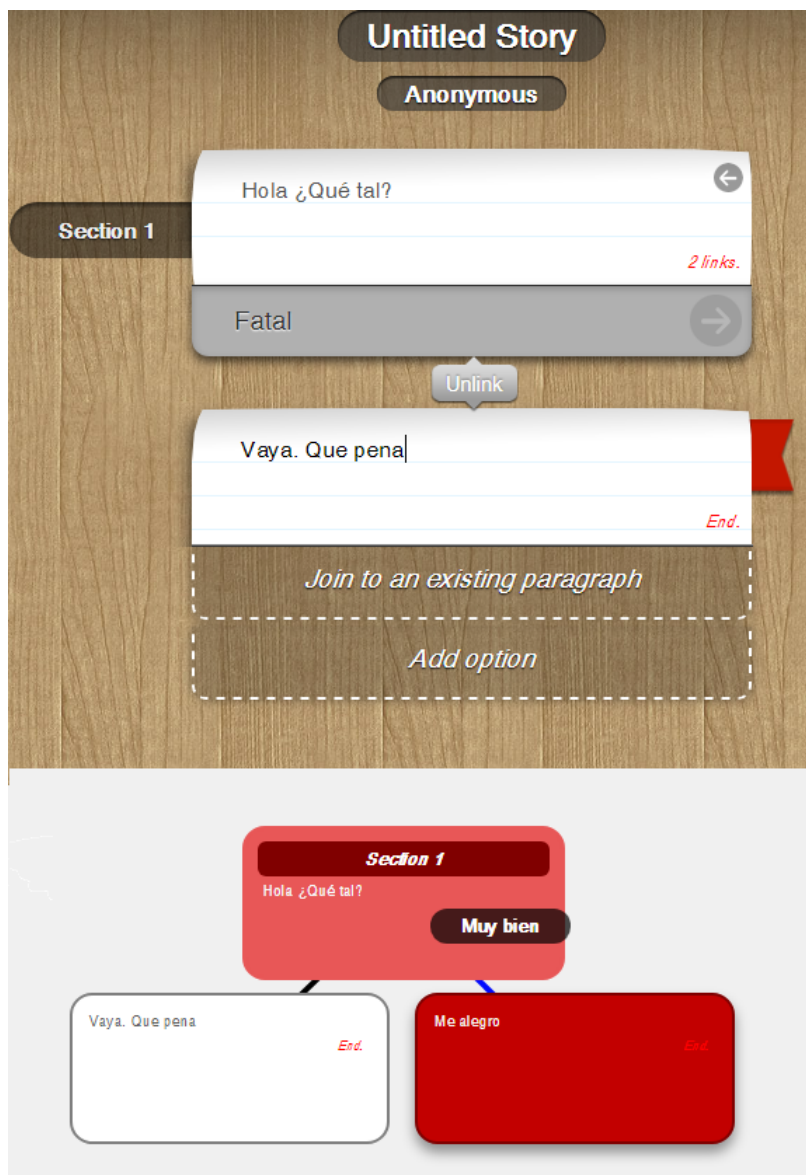 Untitled Story
Anonymous
Hola ¿Qué tal?
Section 1
2 links.
Fatal
Unlink
Vaya. Que pena
End.
Join to an existing paragraph
Add option
Section 1
Hola ¿Qué tal?
Muy bien
Vaya. Que pena
End.
Me alegro
End.